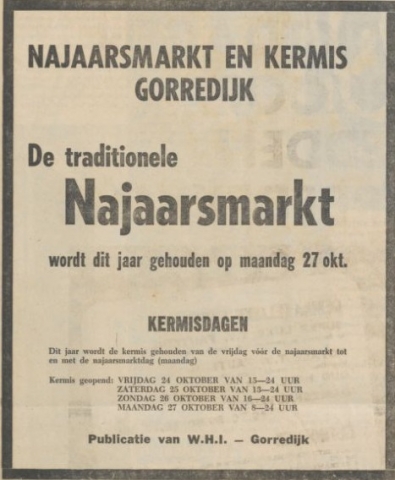 NAJAARSMARKT EN KERMIS
GORREDIJK
De traditionele
Najaarsmarkt
wordt dit jaar gehouden op maandag 27 okt.
KERMISDAGEN
Dit jaar wordt de kermis gehouden van de vrijdag vóór de najaarsmarkt tot
en met de najaarsmarktdag (maandag)
Kermis geopend: VRIJDAG 24 OKTOBER VAN 15—24 UUR
ZATERDAG 25 OKTOBER VAN 13—24 UUR
ZONDAG 26 OKTOBER VAN 16—24 UUR
MAANDAG 27 OKTOBER VAN 8—24 UUR
Publicatie van W.H.I. — Gorredijk